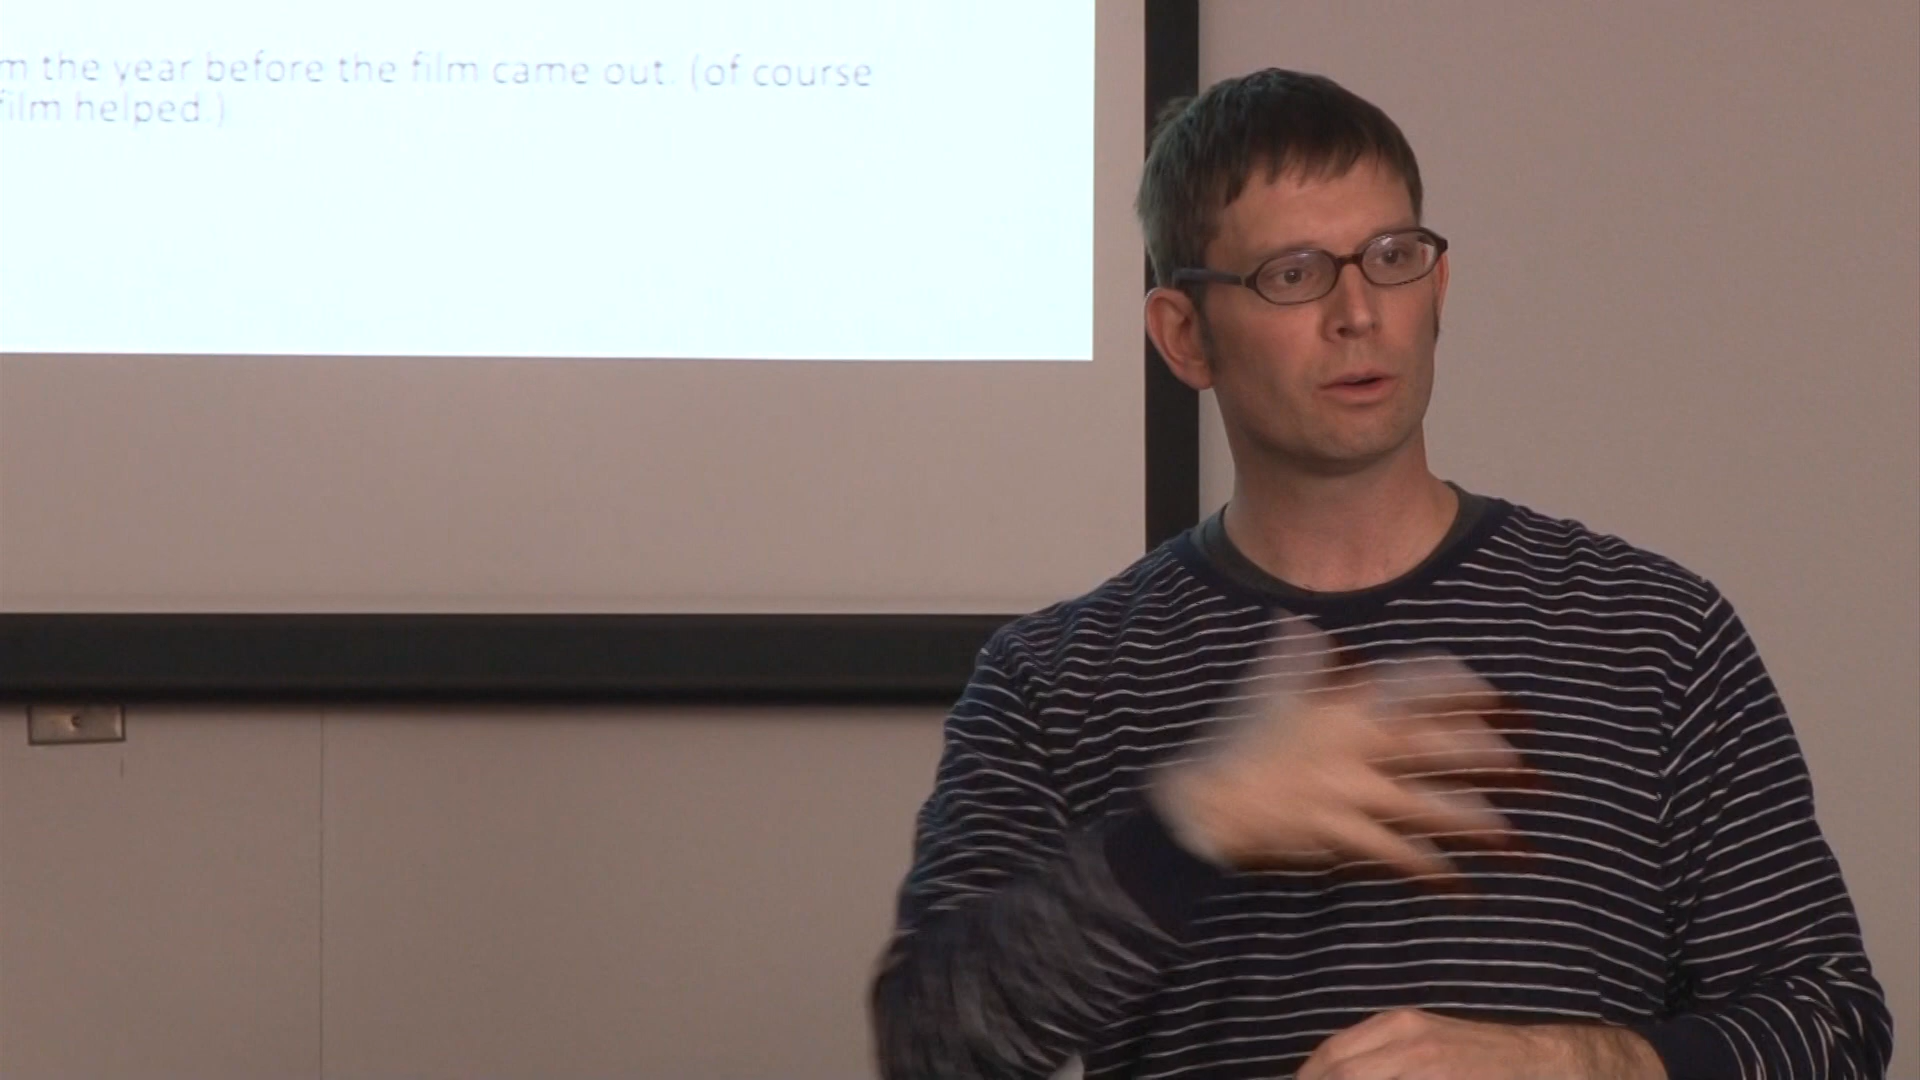 m the year before the film came out. (of course
film helped.)